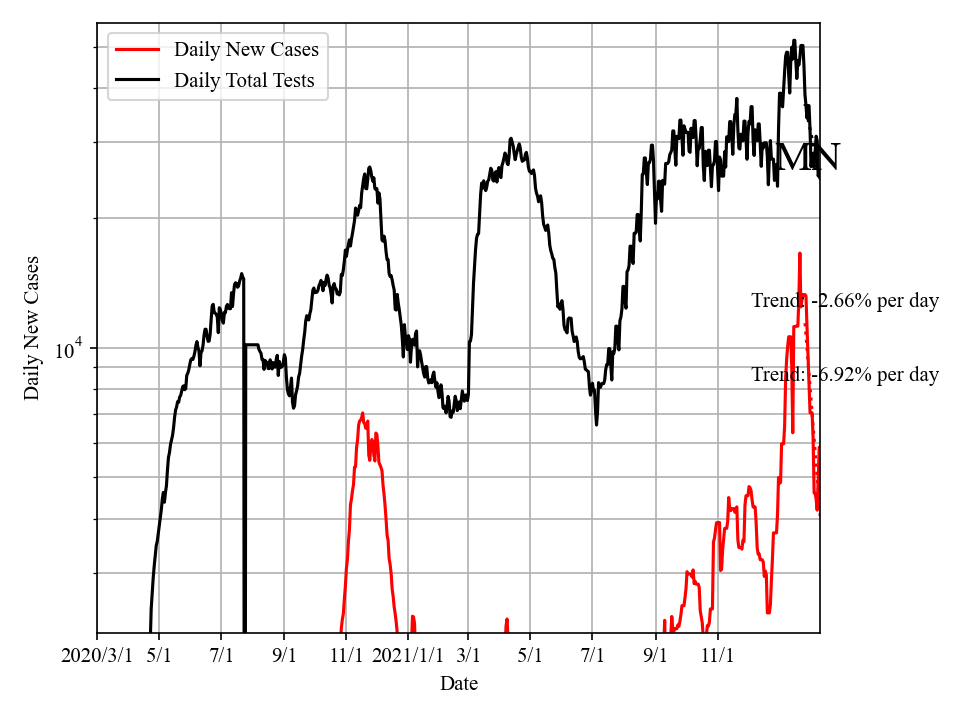 Daily New Cases
Daily Total Tests
MN
Trend: -2.66% per day
Trend: -6.92% per day
Daily New Cases
10^4
2020/3/1 5/1 7/1 9/1 11/1 2021/1/1 3/1 5/1 7/1 9/1 11/1
Date